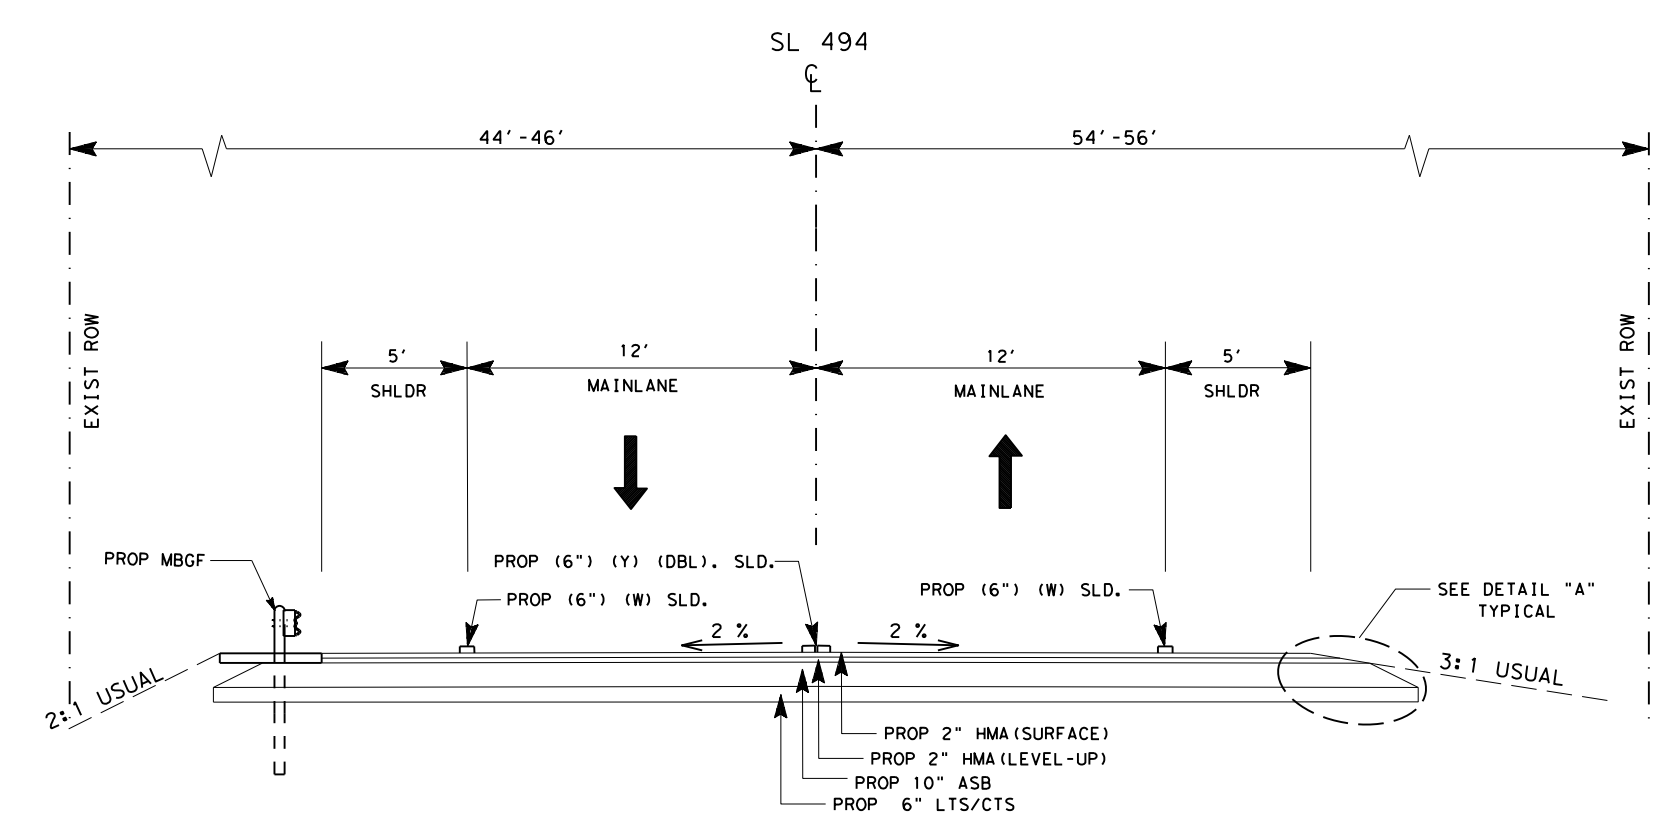 SL 494
℄
44'-46'
54'-56'
EXIST ROW
EXIST ROW
5'
12'
12'
5'
SHLDR
MAINLANE
MAINLANE
SHLDR
PROP MBGF
PROP (6") (Y) (DBL). SLD.
PROP (6") (W) SLD.
PROP (6") (W) SLD.
SEE DETAIL "A"
TYPICAL
2 %
2 %
2:1 USUAL
3:1 USUAL
PROP 2" HMA(SURFACE)
PROP 2" HMA(LEVEL-UP)
PROP 10" ASB
PROP 6" LTS/CTS